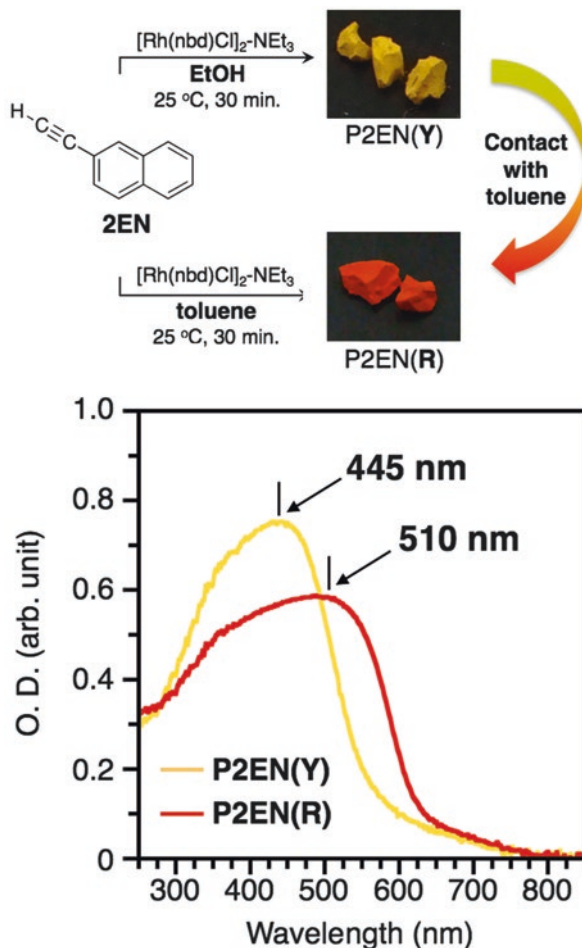 [Rh(nbd)Cl]₂-NEt₃
EtOH
25 °C, 30 min.
P2EN(Y)
H
2EN
Contact
with
toluene
[Rh(nbd)Cl]₂-NEt₃
toluene
25 °C, 30 min.
P2EN(R)
1.0
0.8
0.6
0.4
0.2
0
O. D. (arb. unit)
445 nm
510 nm
P2EN(Y)
P2EN(R)
300 400 500 600 700 800
Wavelength (nm)